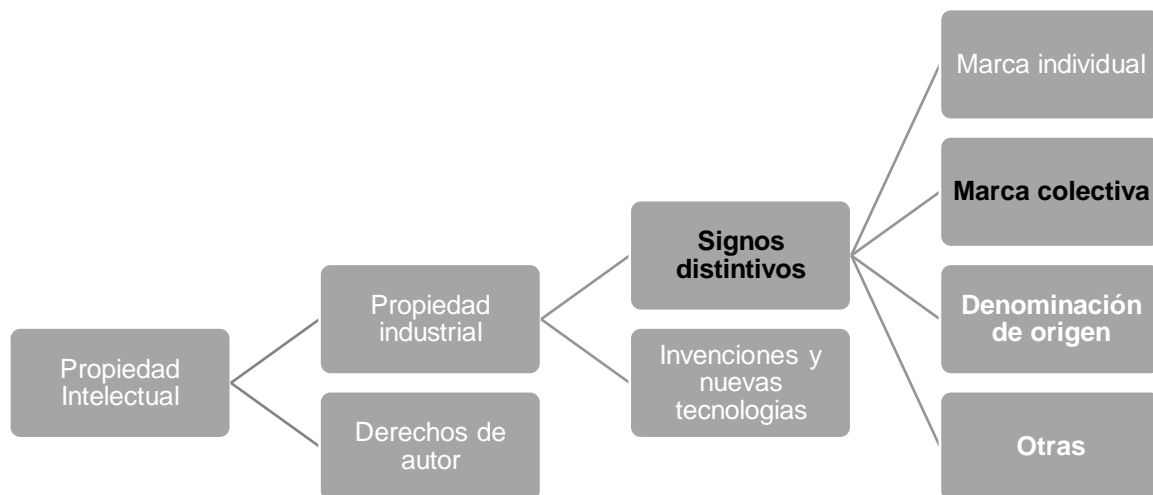 Propiedad
Intelectual
Propiedad
industrial
Derechos de
autor
Signos
distintivos
Invenciones y
nuevas
tecnologias
Marca individual
Marca colectiva
Denominación
de origen
Otras